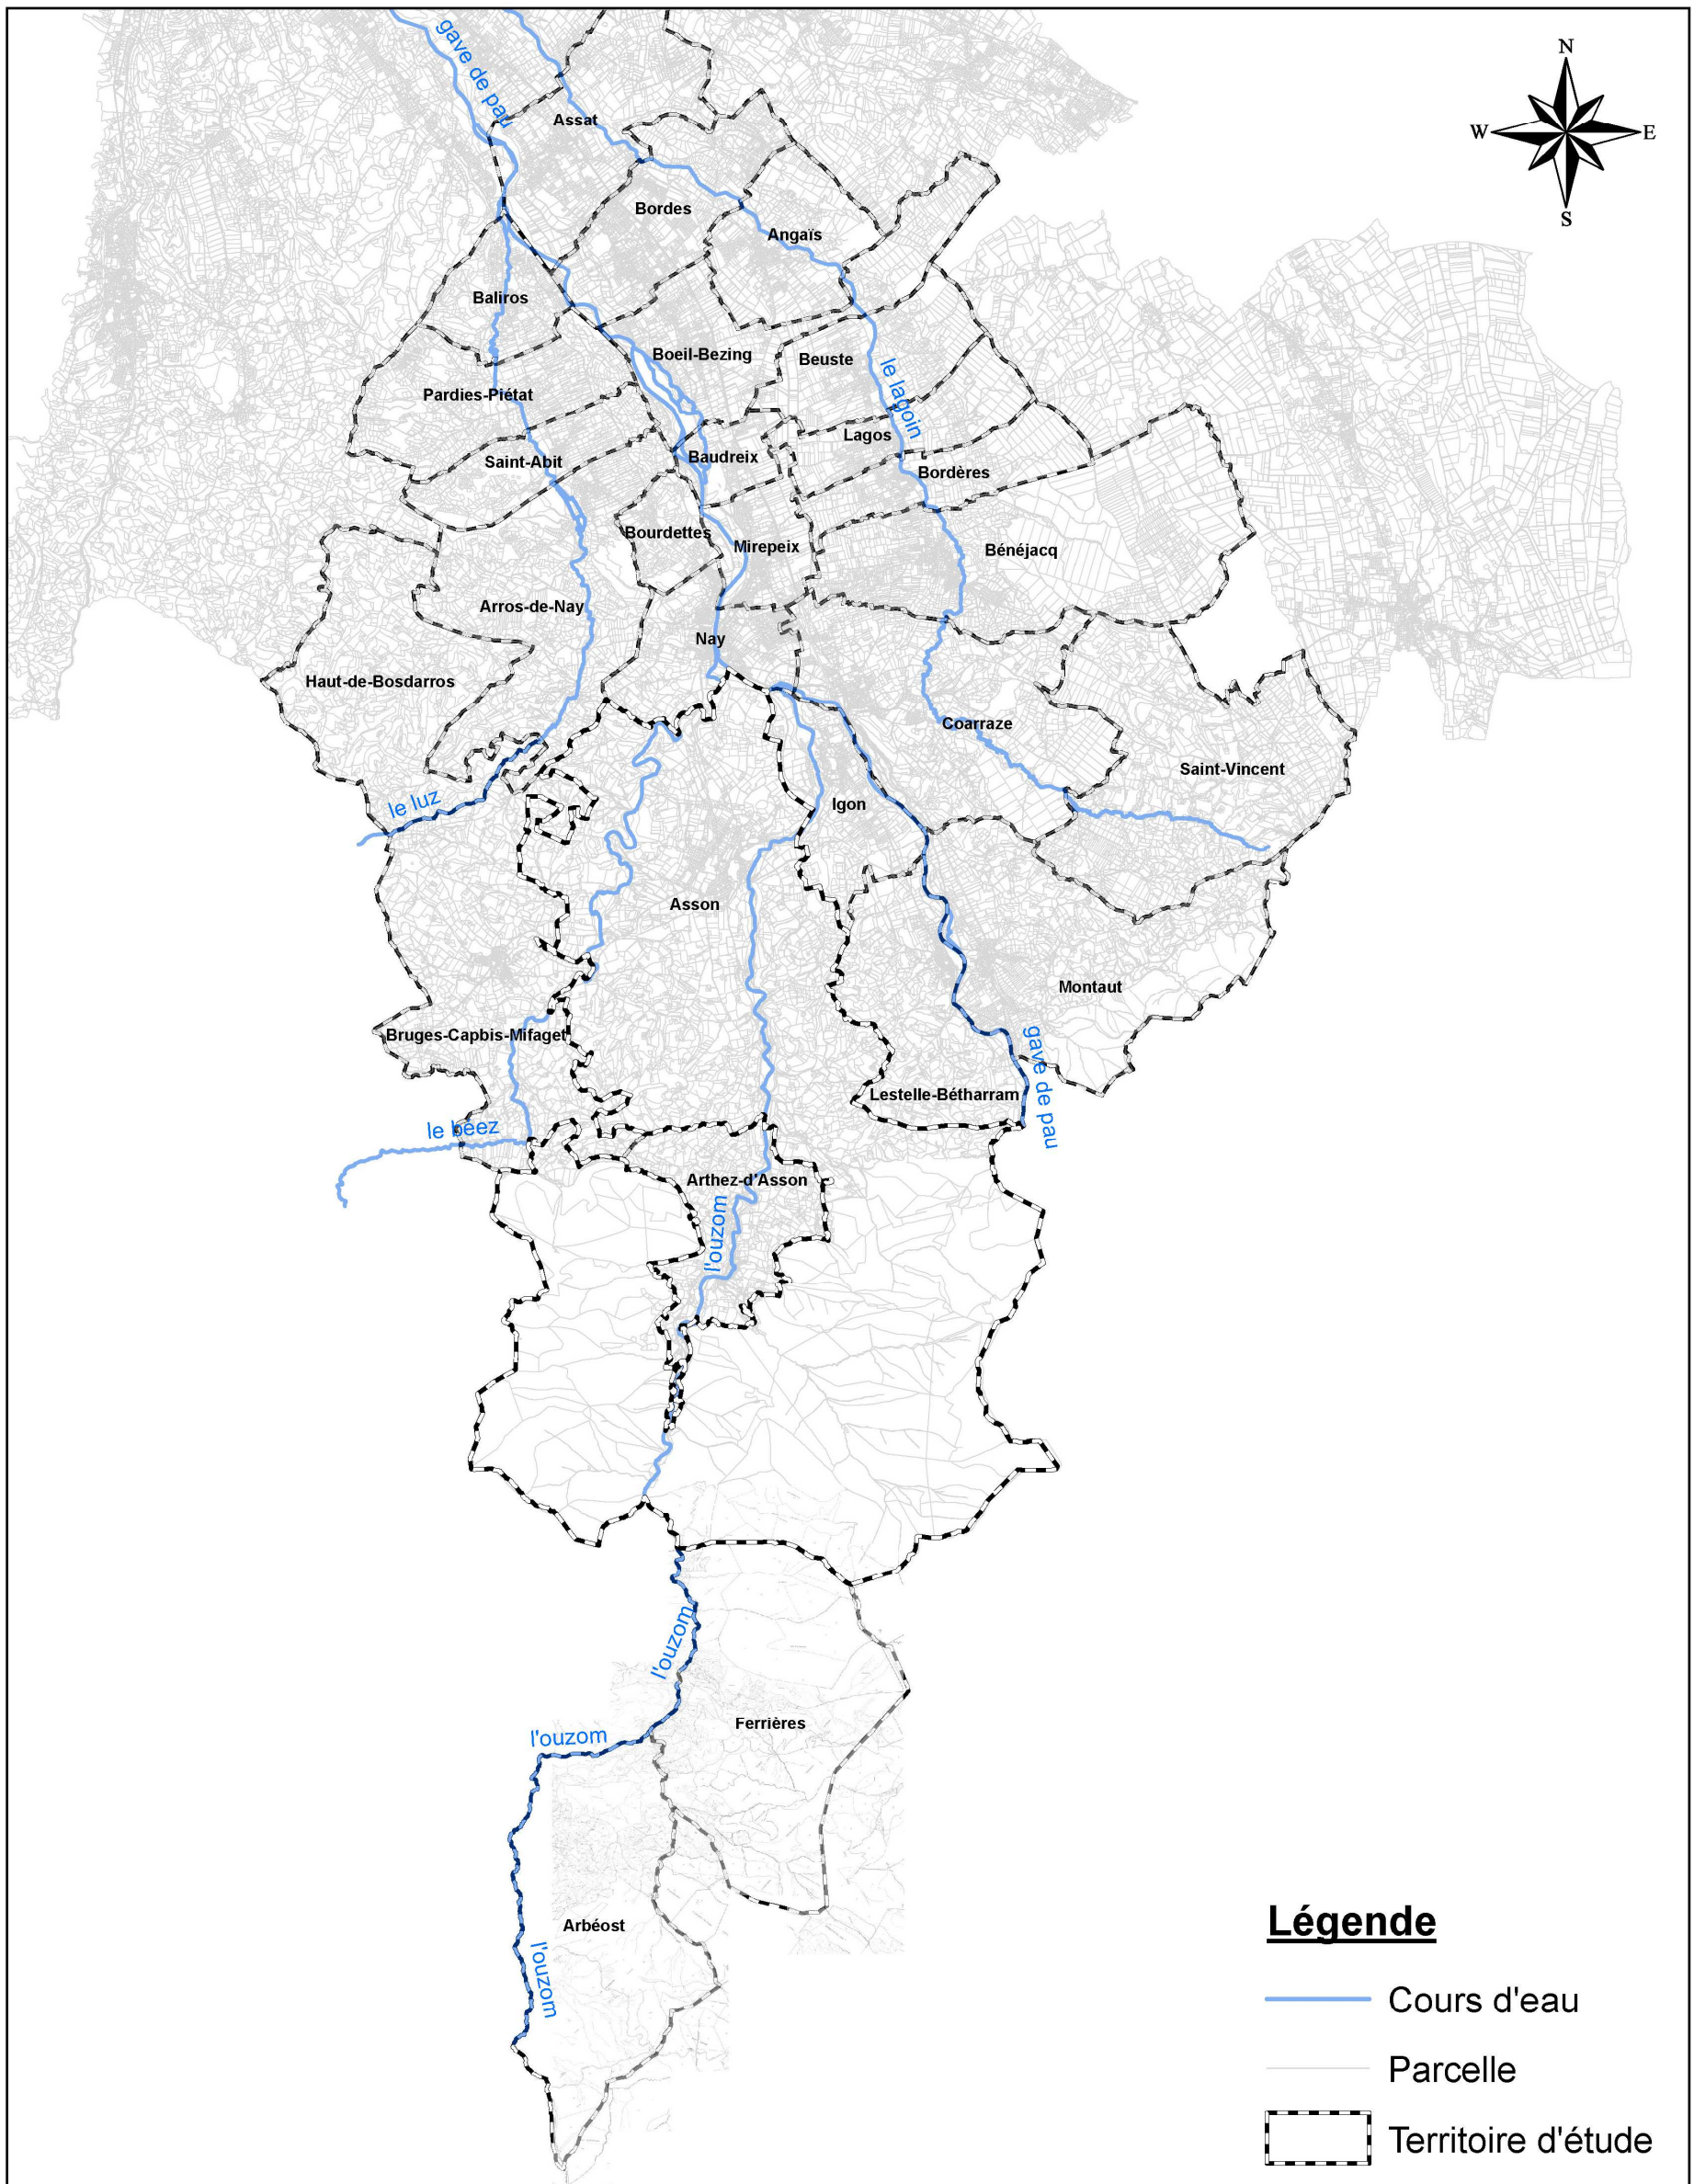 N
W
E
S
gave de pau
Assat
Bordes
Angaïs
Baliros
Boeil-Bezing
Beuste
le lagoin
Pardies-Piétat
Lagos
Saint-Abit
Baudreix
Bordères
Bourdettes
Mirepeix
Bénéjacq
Arros-de-Nay
Nay
Haut-de-Bosdarros
Coarraze
Saint-Vincent
le luz
Igon
Asson
Montaut
Bruges-Capbis-Mifaget
gave de pau
Lestelle-Bétharram
le béez
Arthez-d'Asson
l'ouzom
l'ouzom
Ferrières
l'ouzom
Arbéost
l'ouzom
Légende
Cours d'eau
Parcelle
Territoire d'étude